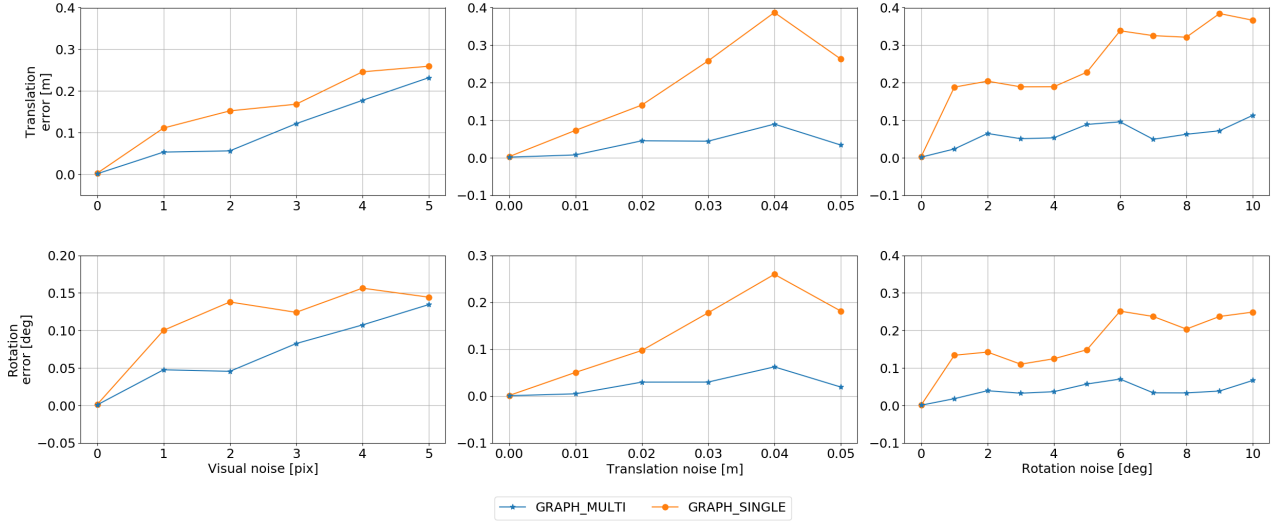 Translation
error [m]
0.4
0.3
0.2
0.1
0.0
0 1 2 3 4 5
0.4
0.3
0.2
0.1
0.0
−0.1
0.00 0.01 0.02 0.03 0.04 0.05
0.4
0.3
0.2
0.1
0.0
−0.1
0 2 4 6 8 10
Rotation
error [deg]
0.20
0.15
0.10
0.05
0.00
−0.05
0 1 2 3 4 5
Visual noise [pix]
0.3
0.2
0.1
0.0
−0.1
0.00 0.01 0.02 0.03 0.04 0.05
Translation noise [m]
0.4
0.3
0.2
0.1
0.0
−0.1
0 2 4 6 8 10
Rotation noise [deg]
GRAPH_MULTI GRAPH_SINGLE